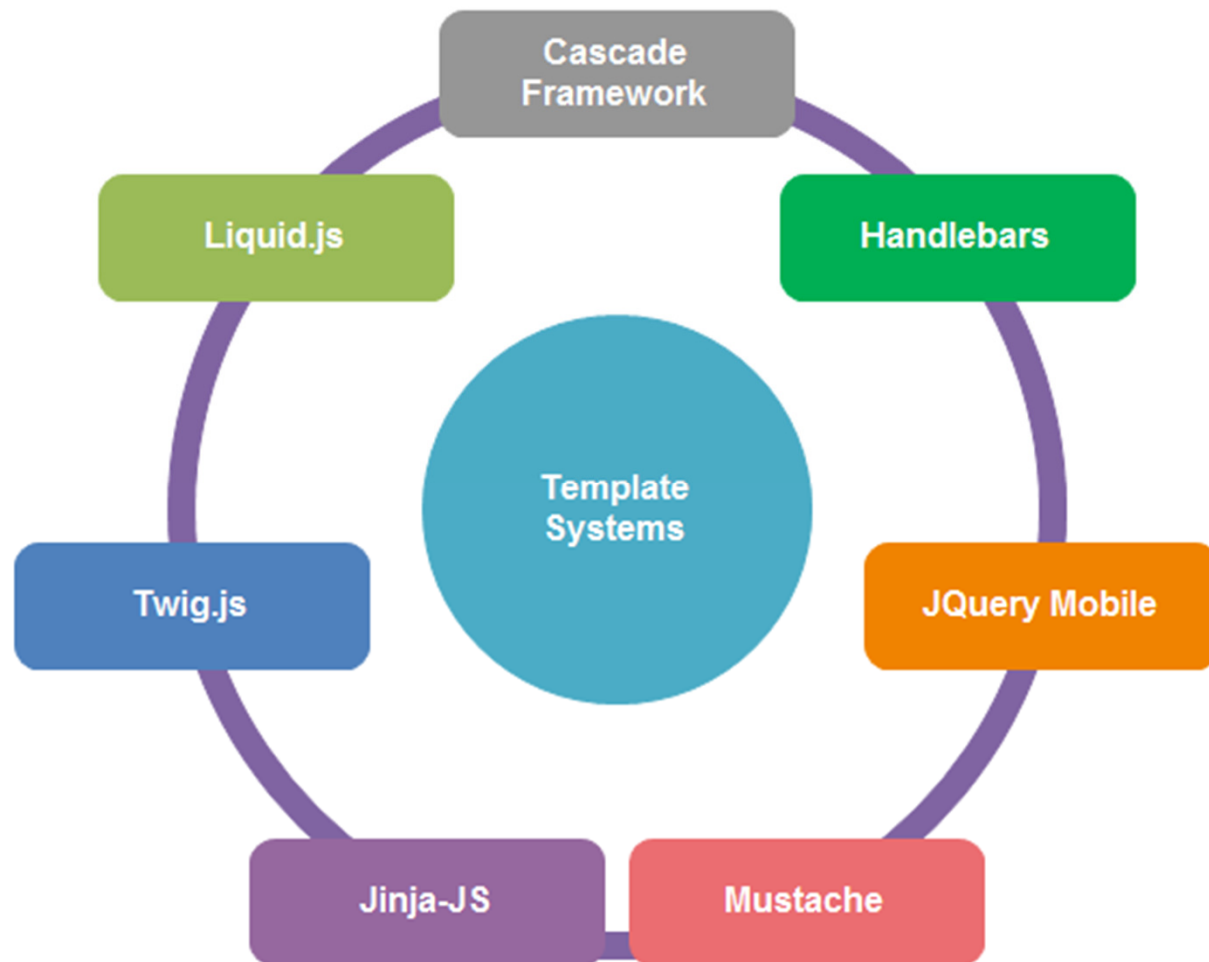 Cascade
Framework
Liquid.js
Handlebars
Template
Systems
Twig.js
JQuery Mobile
Jinja-JS
Mustache